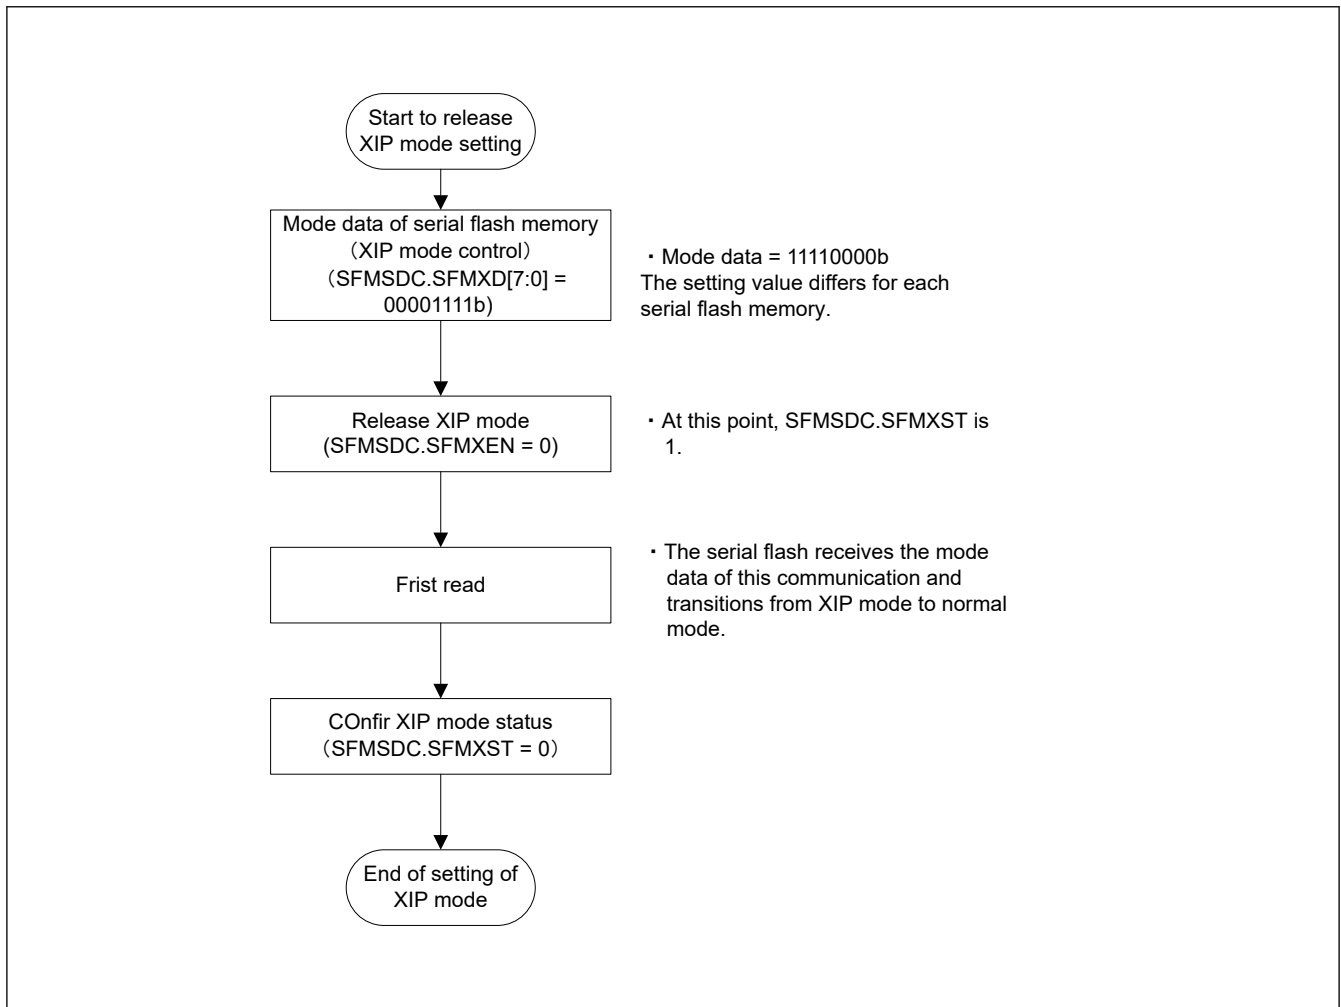 Start to release
XIP mode setting
Mode data of serial flash memory
（XIP mode control）
（SFMSDC.SFMXD[7:0] =
00001111b)
・Mode data = 11110000b
The setting value differs for each
serial flash memory.
Release XIP mode
(SFMSDC.SFMXEN = 0)
・At this point, SFMSDC.SFMXST is
1.
Frist read
・The serial flash receives the mode
data of this communication and
transitions from XIP mode to normal
mode.
COnfir XIP mode status
（SFMSDC.SFMXST = 0）
End of setting of
XIP mode